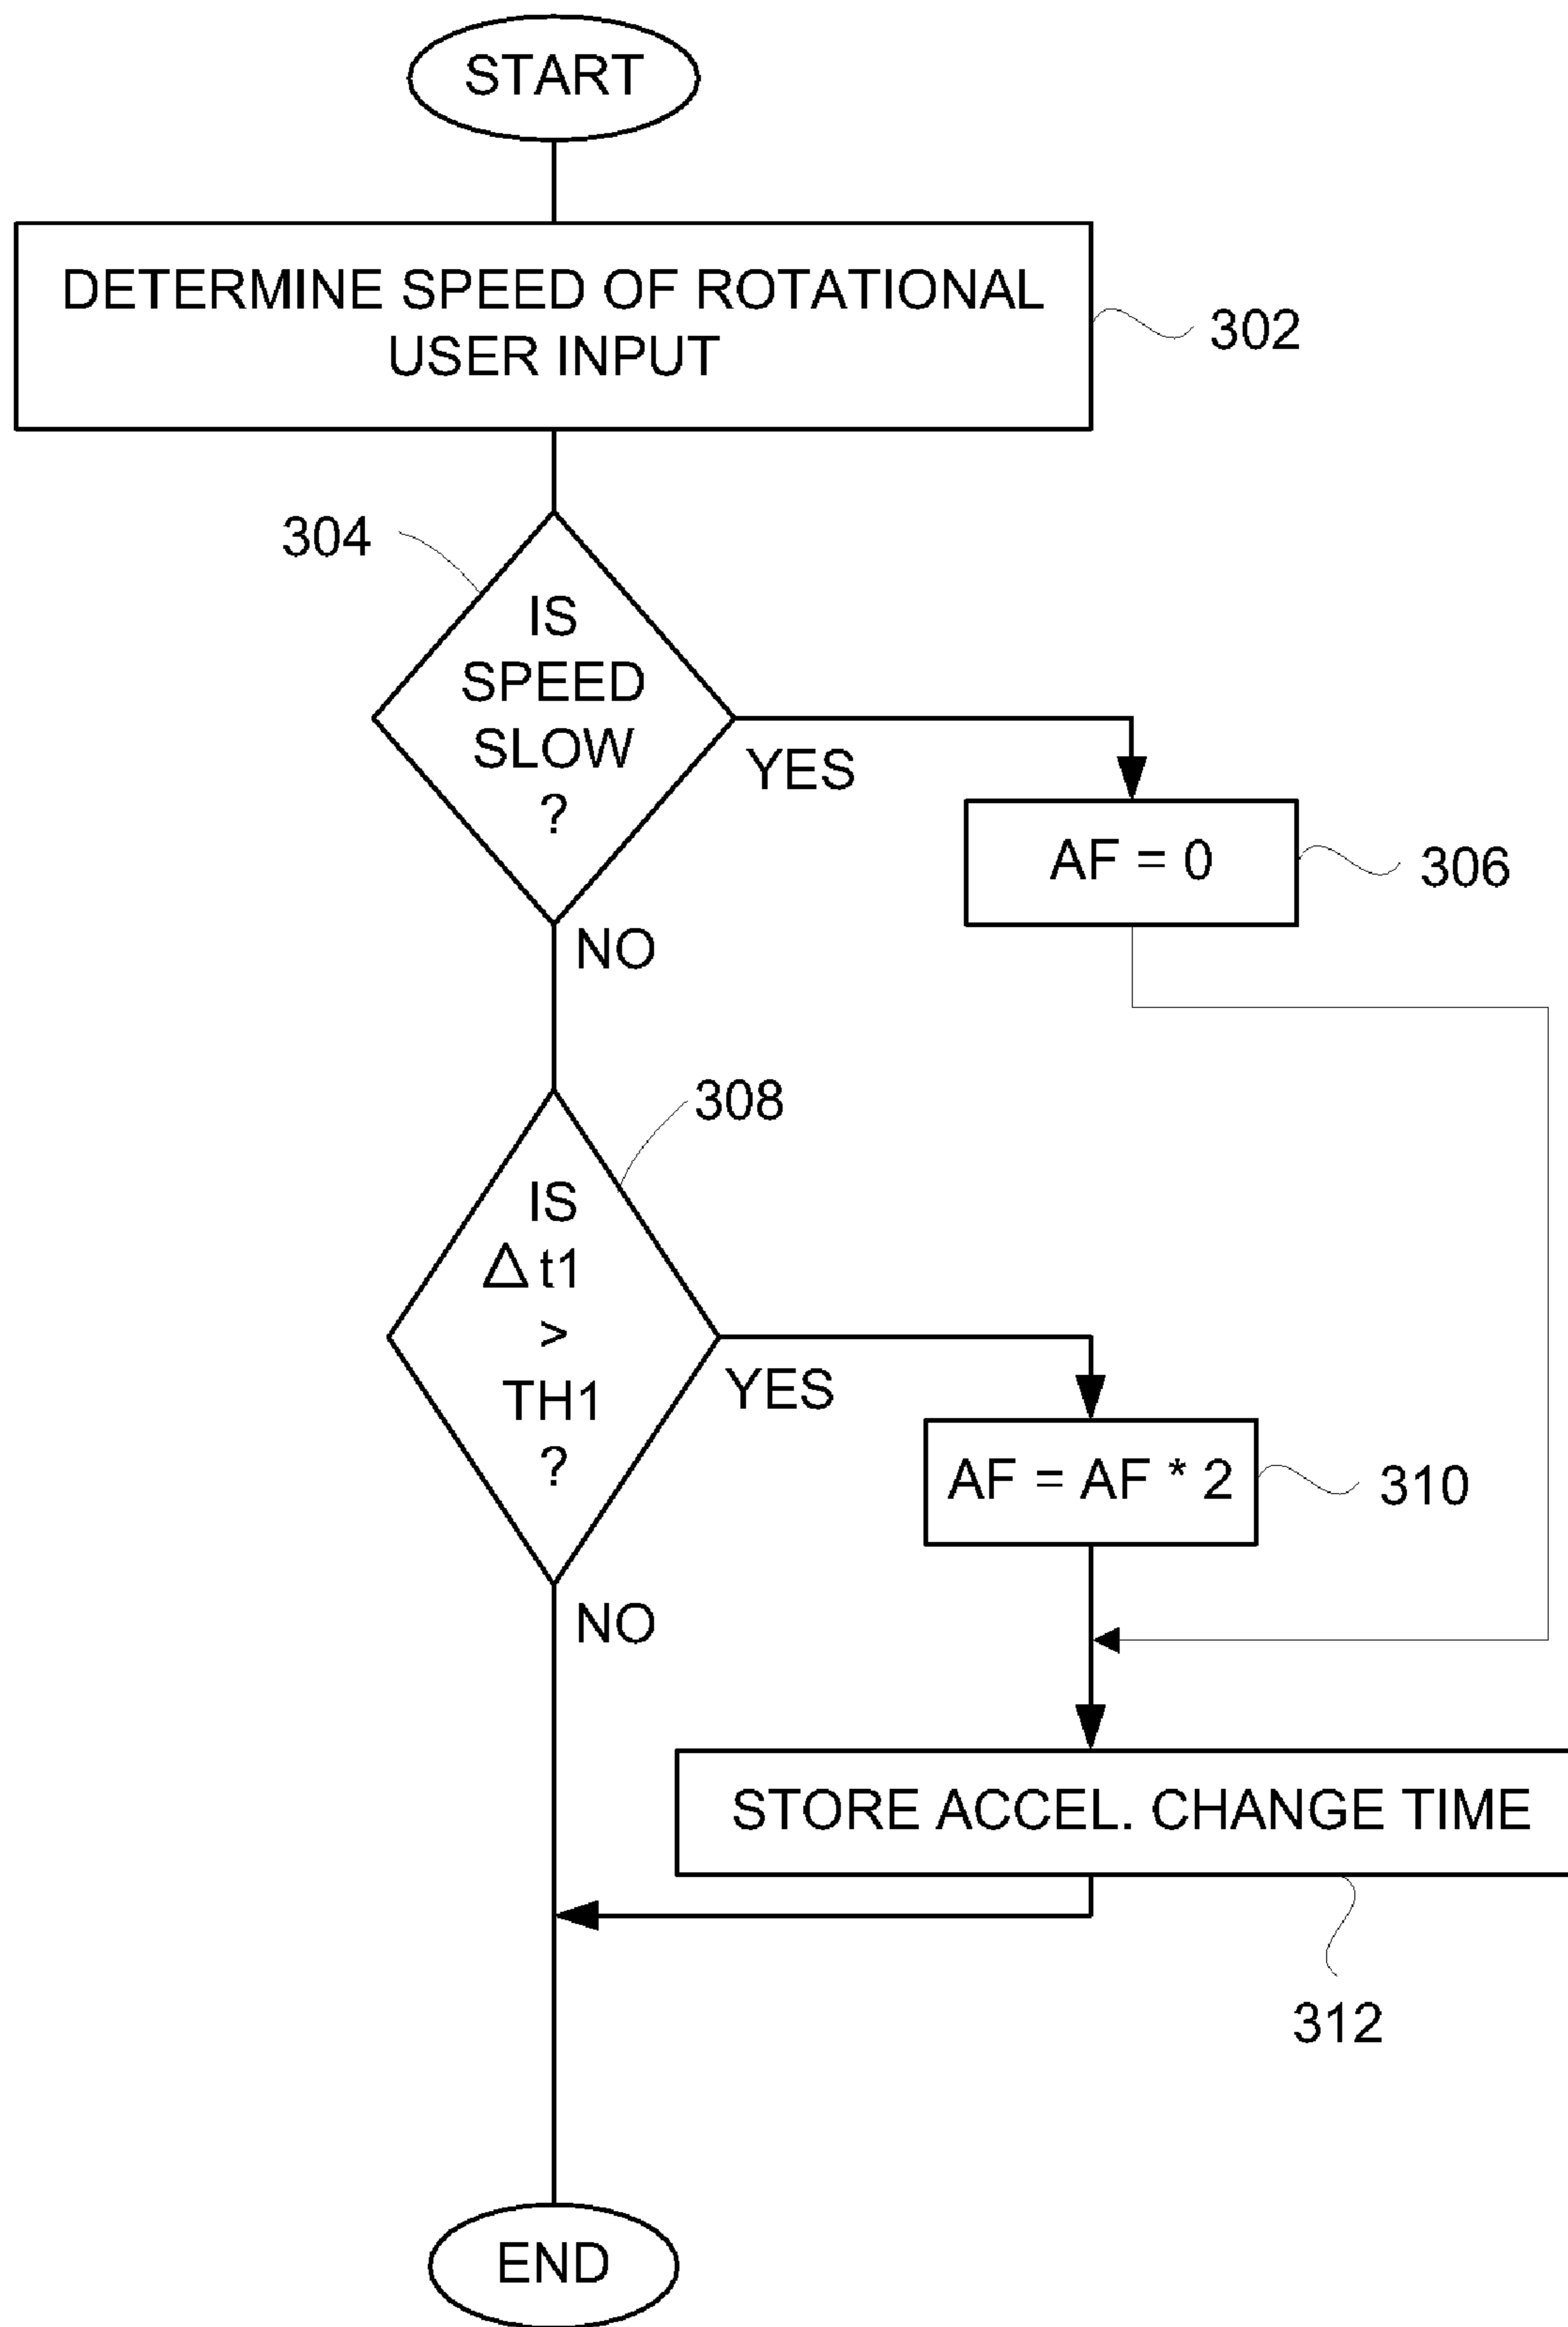 START
DETERMINE SPEED OF ROTATIONAL
USER INPUT
302
304
IS
SPEED
SLOW
?
YES
AF = 0
306
NO
308
IS
Δt1
>
TH1
?
YES
AF = AF * 2
310
NO
STORE ACCEL. CHANGE TIME
312
END